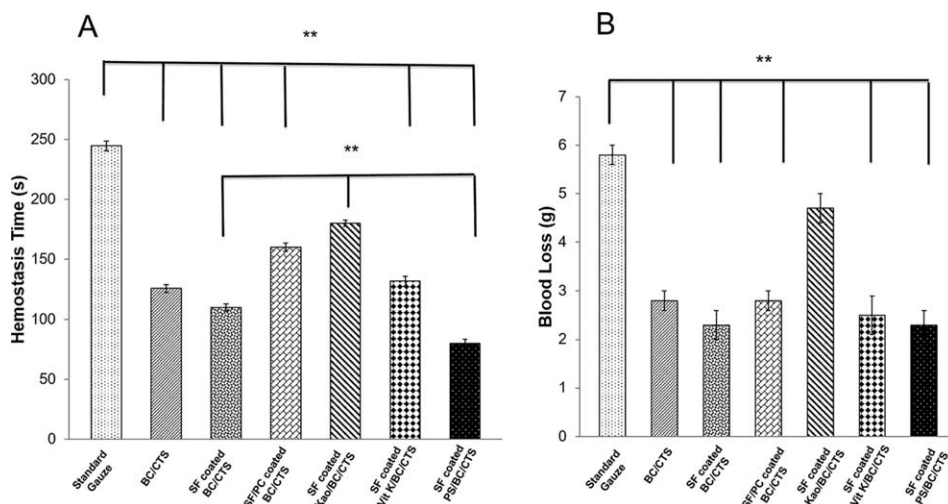 A
**
300
250
200
150
100
50
0
Hemostasis Time (s)
**
Standard
Gauze
BC/CTS
SF coated
BC/CTS
SF/PC coated
BC/CTS
SF coated
Kao/BC/CTS
SF coated
Vit K/BC/CTS
SF coated
PS/BC/CTS
B
**
7
6
5
4
3
2
1
0
Blood Loss (g)
Standard
Gauze
BC/CTS
SF coated
BC/CTS
SF/PC coated
BC/CTS
SF coated
Kao/BC/CTS
SF coated
Vit K/BC/CTS
SF coated
PS/BC/CTS